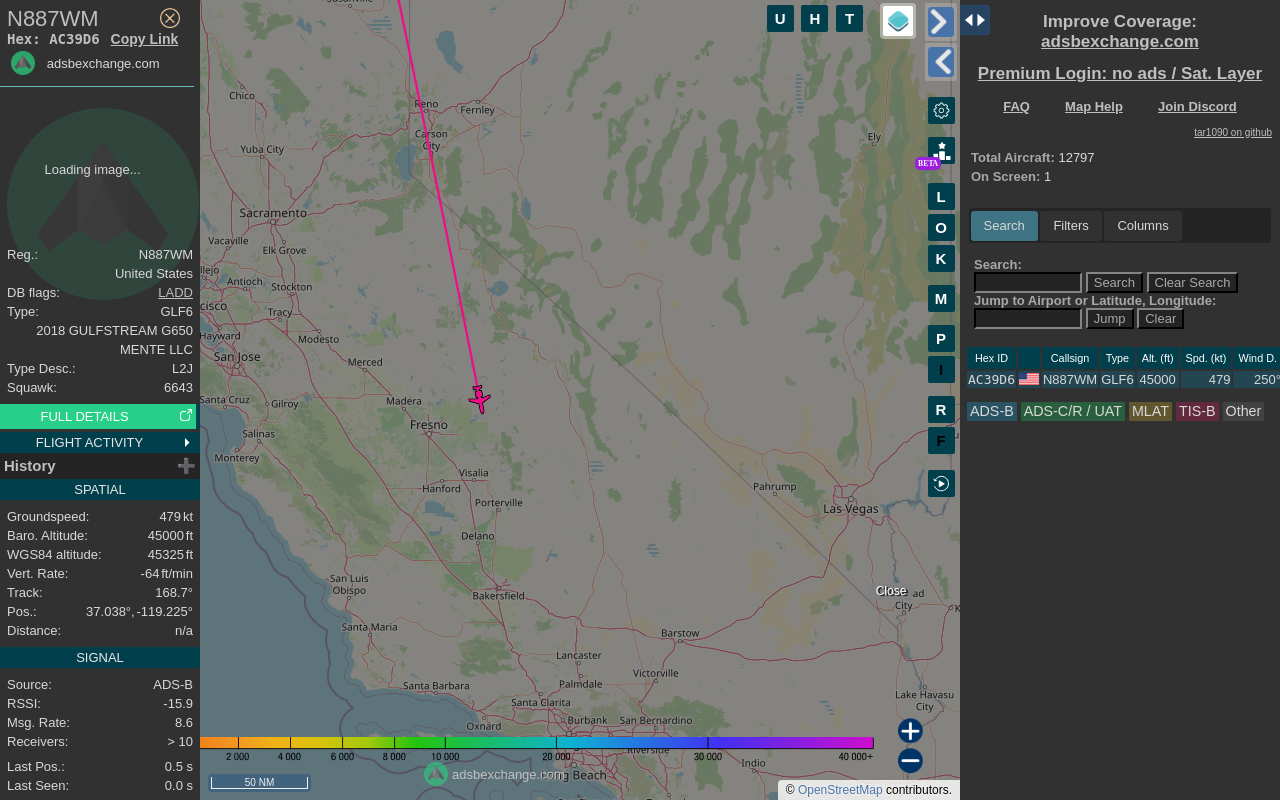 N887WM
Hex: AC39D6 Copy Link
adsbexchange.com
Loading image...
Reg.: N887WM
United States
DB flags: LADD
Type: GLF6
2018 GULFSTREAM G650
MENTE LLC
Type Desc.: L2J
Squawk: 6643
FULL DETAILS
FLIGHT ACTIVITY
History
SPATIAL
Groundspeed: 479 kt
Baro. Altitude: 45000 ft
WGS84 altitude: 45325 ft
Vert. Rate: -64 ft/min
Track: 168.7°
Pos.: 37.038°, -119.225°
Distance: n/a
SIGNAL
Source: ADS-B
RSSI: -15.9
Msg. Rate: 8.6
Receivers: > 10
Last Pos.: 0.5 s
Last Seen: 0.0 s
Susanville
Chico
Reno
Fernley
Carson
City
Yuba City
Ely
Sacramento
Vacaville
Elk Grove
llejo
Antioch
Stockton
cisco
Tracy
Hayward
Modesto
San Jose
Merced
Santa Cruz
Gilroy
Madera
Fresno
Salinas
Monterey
Visalia
Hanford
Porterville
Pahrump
Las Vegas
Delano
San Luis
Obispo
Bakersfield
Santa Maria
Barstow
Lancaster
Victorville
Palmdale
Santa Barbara
Santa Clarita
Lake Havasu
City
Oxnard
Burbank
San Bernardino
Riverside
Indio
ng Beach
ad
City
Close
U H T
BETA
L
O
K
M
P
I
R
F
2 000 4 000 6 000 8 000 10 000 20 000 30 000 40 000+
adsbexchange.com
50 NM
© OpenStreetMap contributors.
Improve Coverage:
adsbexchange.com
Premium Login: no ads / Sat. Layer
FAQ Map Help Join Discord
tar1090 on github
Total Aircraft: 12797
On Screen: 1
Search Filters Columns
Search:
Search Clear Search
Jump to Airport or Latitude, Longitude:
Jump Clear
Hex ID Callsign Type Alt. (ft) Spd. (kt) Wind D.
AC39D6 N887WM GLF6 45000 479 250°
ADS-B ADS-C/R / UAT MLAT TIS-B Other